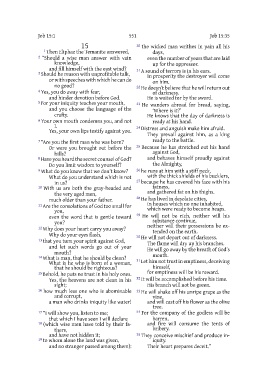 Job 15:1
551
Job 15:35
15
1 Then Eliphaz the Temanite answered,
2 “Should a wise man answer with vain
knowledge,
and fill himself with the east wind?
3 Should he reason with unprofitable talk,
or with speeches with which he can do
no good?
4 Yes, you do away with fear,
and hinder devotion before God.
5 For your iniquity teaches your mouth,
and you choose the language of the
crafty.
6 Your own mouth condemns you, and not
I.
Yes, your own lips testify against you.
7 “Are you the first man who was born?
Or were you brought out before the
hills?
8 Have you heard the secret counsel of God?
Do you limit wisdom to yourself?
9 What do you know that we don’t know?
What do you understand which is not
in us?
10 With us are both the gray-headed and
the very aged men,
much older than your father.
11 Are the consolations of God too small for
you,
even the word that is gentle toward
you?
12 Why does your heart carry you away?
Why do your eyes flash,
13 that you turn your spirit against God,
and let such words go out of your
mouth?
14 What is man, that he should be clean?
What is he who is born of a woman,
that he should be righteous?
15 Behold, he puts no trust in his holy ones.
Yes, the heavens are not clean in his
sight;
16 how much less one who is abominable
and corrupt,
a man who drinks iniquity like water!
17 “I will show you, listen to me;
that which I have seen I will declare
18 (which wise men have told by their fa-
thers,
and have not hidden it;
19 to whom alone the land was given,
and no stranger passed among them):
20 the wicked man writhes in pain all his
days,
even the number of years that are laid
up for the oppressor.
21 A sound of terrors is in his ears.
In prosperity the destroyer will come
on him.
22 He doesn’t believe that he will return out
of darkness.
He is waited for by the sword.
23 He wanders abroad for bread, saying,
‘Where is it?’
He knows that the day of darkness is
ready at his hand.
24 Distress and anguish make him afraid.
They prevail against him, as a king
ready to the battle.
25 Because he has stretched out his hand
against God,
and behaves himself proudly against
the Almighty,
26 he runs at him with a stiff neck,
with the thick shields of his bucklers,
27 because he has covered his face with his
fatness,
and gathered fat on his thighs.
28 He has lived in desolate cities,
in houses which no one inhabited,
which were ready to become heaps.
29 He will not be rich, neither will his
substance continue,
neither will their possessions be ex-
tended on the earth.
30 He will not depart out of darkness.
The flame will dry up his branches.
He will go away by the breath of God’s
mouth.
31 Let him not trust in emptiness, deceiving
himself,
for emptiness will be his reward.
32 It will be accomplished before his time.
His branch will not be green.
33 He will shake off his unripe grape as the
vine,
and will cast off his flower as the olive
tree.
34 For the company of the godless will be
barren,
and fire will consume the tents of
bribery.
35 They conceive mischief and produce in-
iquity.
Their heart prepares deceit.”